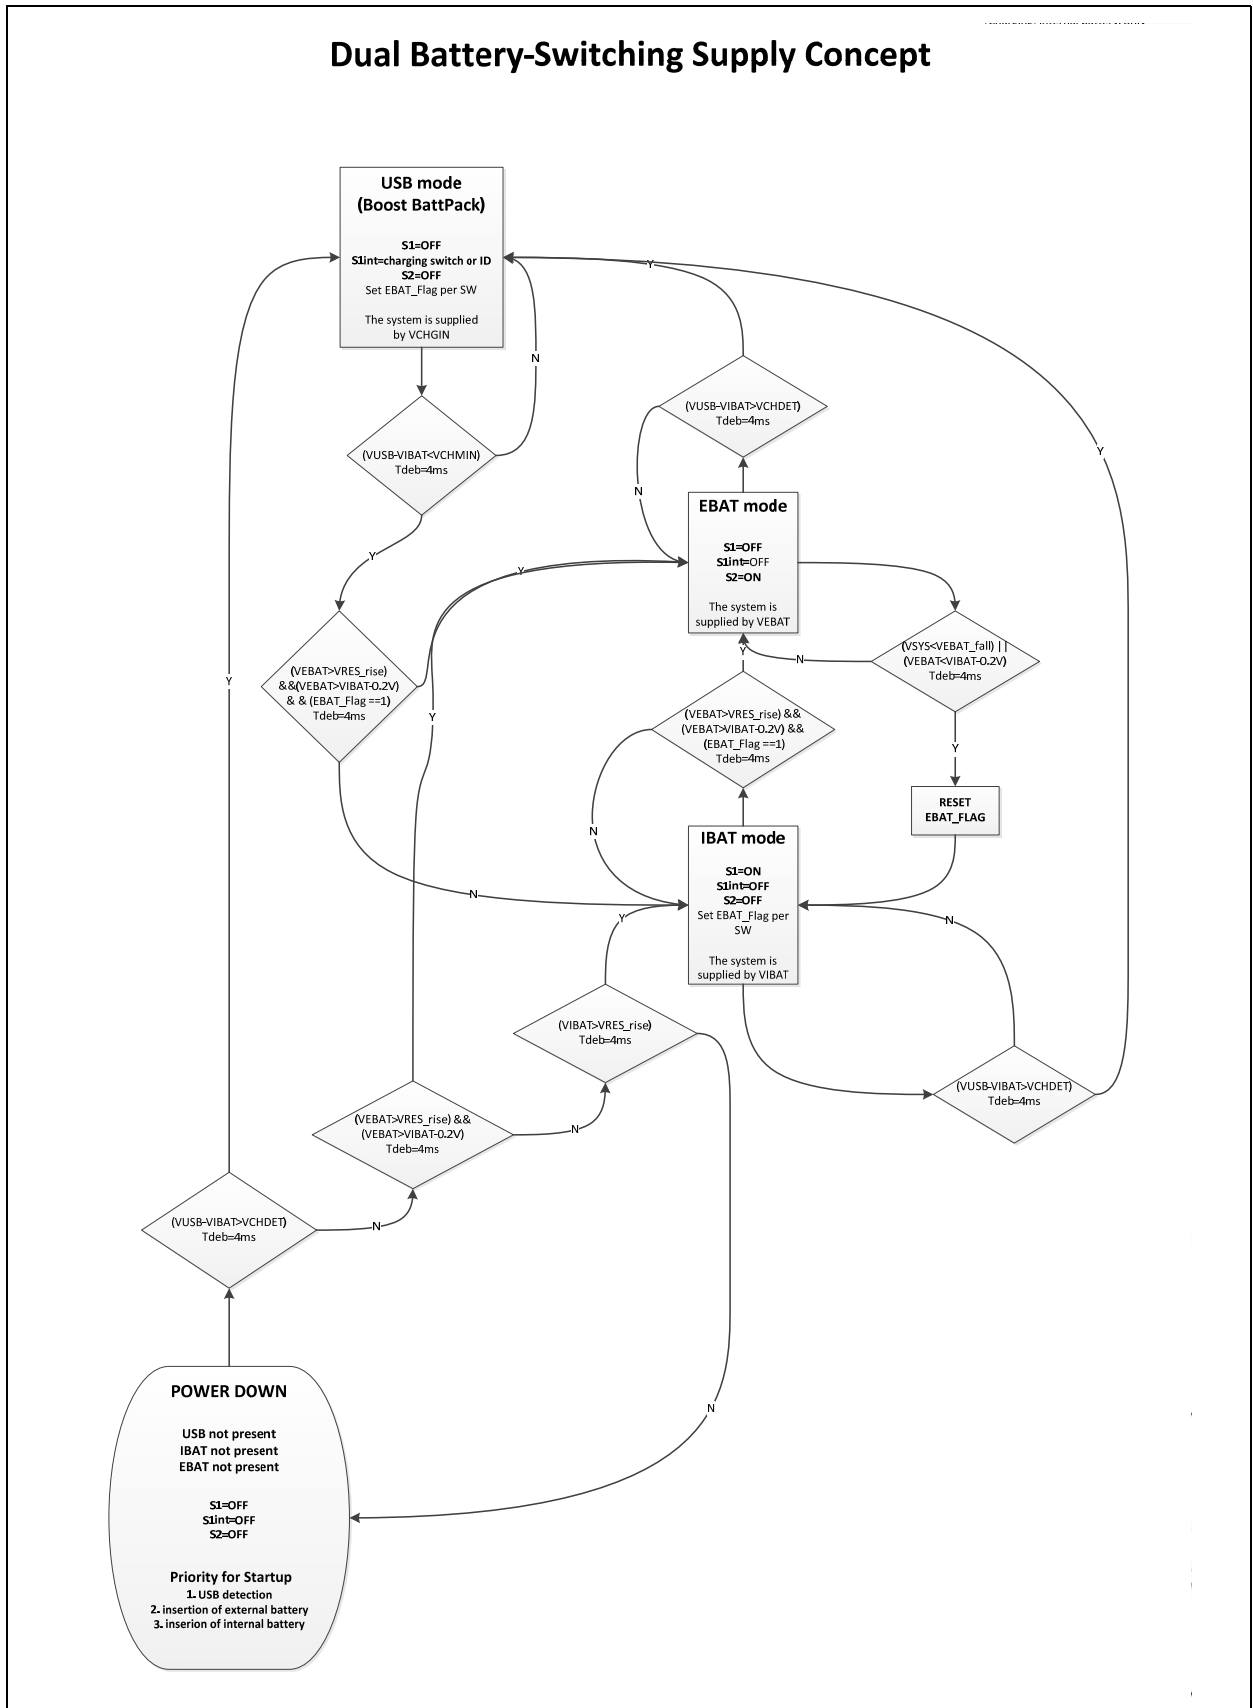 Dual Battery-Switching Supply Concept
USB mode
(Boost BattPack)
S1=OFF
S1int=charging switch or ID
S2=OFF
Set EBAT_Flag per SW
The system is supplied
by VCHGIN
Y
(VUSB-VIBAT>VCHDET)
Tdeb=4ms
N
(VUSB-VIBAT<VCHMIN)
Tdeb=4ms
Y
N
Y
EBAT mode
S1=OFF
S1int=OFF
S2=ON
The system is
supplied by VEBAT
Y
(VEBAT>VRES_rise)
&&(VEBAT>VIBAT-0.2V)
& & (EBAT_Flag ==1)
Tdeb=4ms
Y
N
(VSYS<VEBAT_fall) ||
(VEBAT<VIBAT-0.2V)
Tdeb=4ms
Y
Y
(VEBAT>VRES_rise) &&
(VEBAT>VIBAT-0.2V) &&
(EBAT_Flag ==1)
Tdeb=4ms
Y
N
RESET
EBAT_FLAG
IBAT mode
S1=ON
S1int=OFF
S2=OFF
Set EBAT_Flag per
SW
The system is
supplied by VIBAT
N
Y
N
(VIBAT>VRES_rise)
Tdeb=4ms
(VUSB-VIBAT>VCHDET)
Tdeb=4ms
(VEBAT>VRES_rise) &&
(VEBAT>VIBAT-0.2V)
Tdeb=4ms
N
(VUSB-VIBAT>VCHDET)
Tdeb=4ms
N
N
POWER DOWN
USB not present
IBAT not present
EBAT not present
S1=OFF
S1int=OFF
S2=OFF
Priority for Startup
1. USB detection
2. insertion of external battery
3. inserion of internal battery